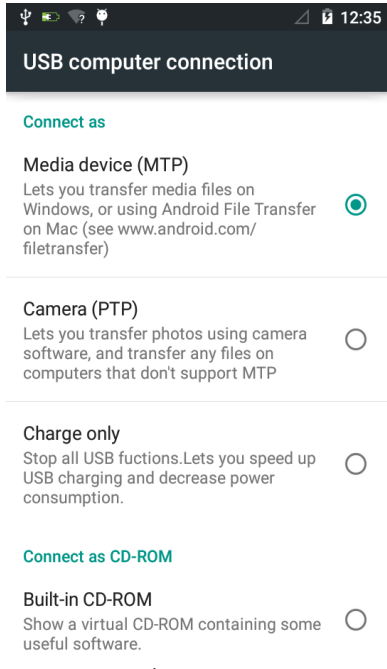 12:35
USB computer connection
Connect as
Media device (MTP)
Lets you transfer media files on
Windows, or using Android File Transfer
on Mac (see www.android.com/
filetransfer)
Camera (PTP)
Lets you transfer photos using camera
software, and transfer any files on
computers that don't support MTP
Charge only
Stop all USB fuctions.Lets you speed up
USB charging and decrease power
consumption.
Connect as CD-ROM
Built-in CD-ROM
Show a virtual CD-ROM containing some
useful software.